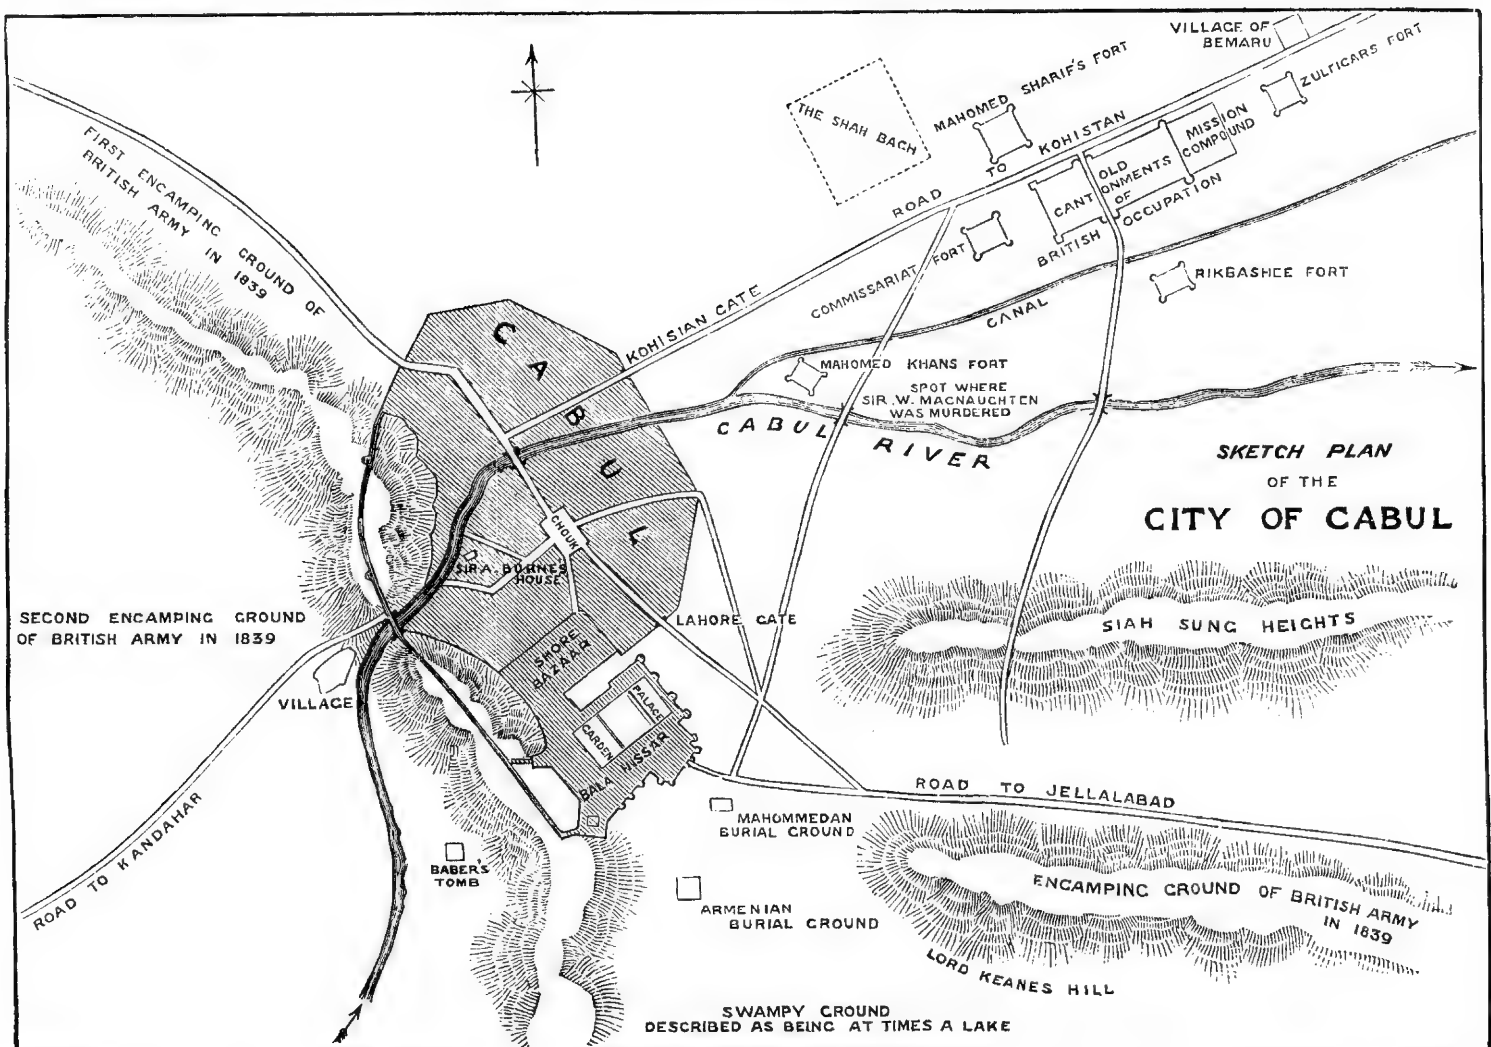 VILLAGE OF
BEMARU
ZULFICARS FORT
MAHOMED SHARIF'S FORT
THE SHAH BAGH
MISSION
COMPOUND
ROAD TO KOHISTAN
OLD
CANTONMENTS
OF
BRITISH OCCUPATION
FIRST ENCAMPING GROUND OF
BRITISH ARMY IN 1839
COMMISSARIAT FORT
RIKBASHEE FORT
CANAL
KOHISTAN GATE
CABUL
MAHOMED KHANS FORT
SPOT WHERE
SIR .W. MACNAUGHTEN
WAS MURDERED
CABUL RIVER
SKETCH PLAN
OF THE
CITY OF CABUL
CHOUK
SIR A. BURNES
HOUSE
SECOND ENCAMPING GROUND
OF BRITISH ARMY IN 1839
LAHORE GATE
SIAH SUNG HEIGHTS
SHORE
BAZAAR
VILLAGE
PALACE
GARDEN
BALA HISSAR
ROAD TO KANDAHAR
ROAD TO JELLALABAD
MAHOMMEDAN
BURIAL GROUND
BABER'S
TOMB
ARMENIAN
BURIAL GROUND
ENCAMPING GROUND OF BRITISH ARMY
IN 1839
LORD KEANES HILL
SWAMPY GROUND
DESCRIBED AS BEING AT TIMES A LAKE